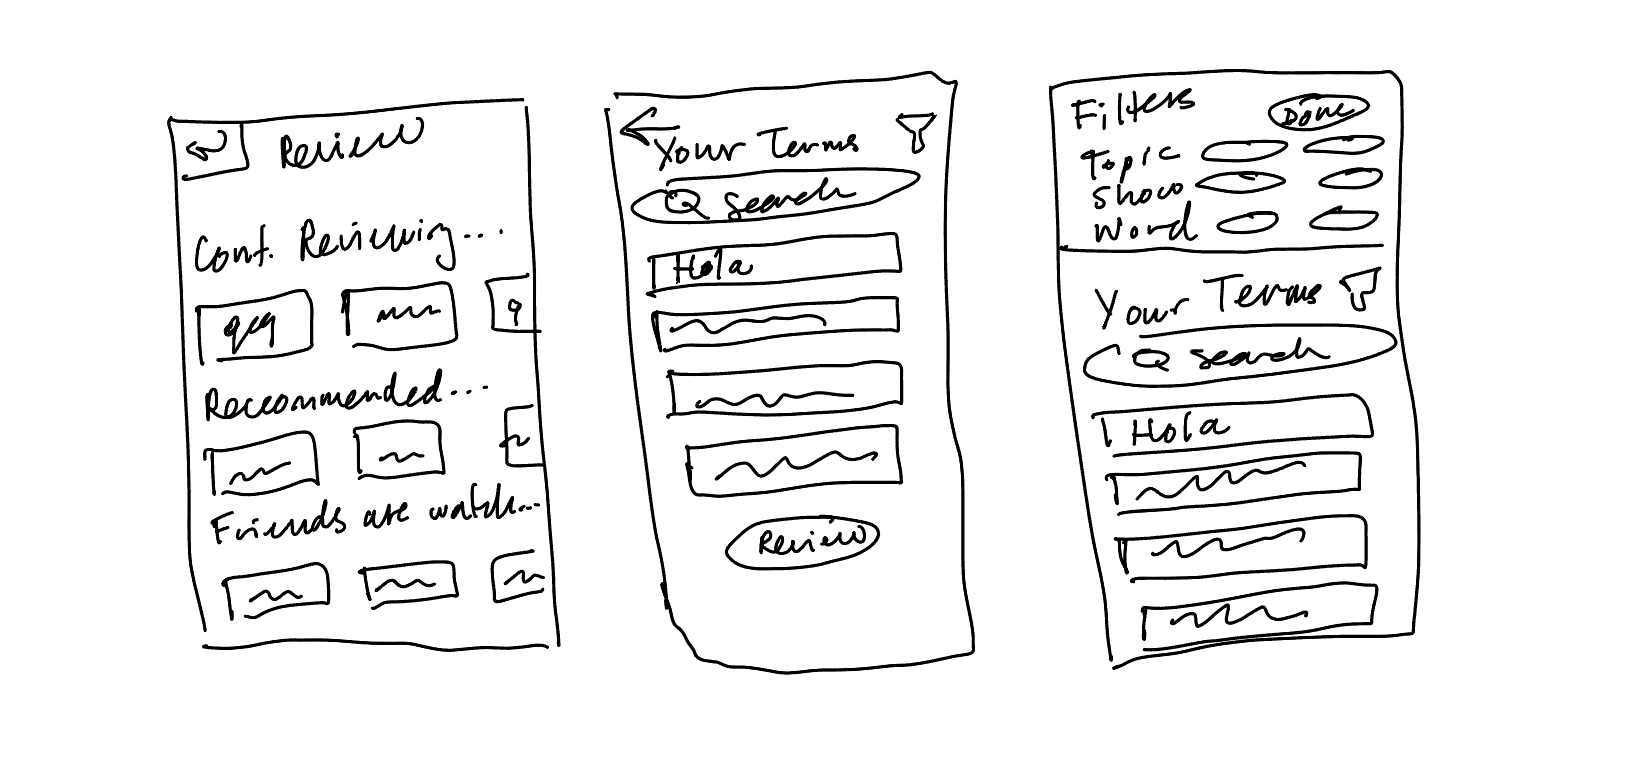 Review
Cont. Reviewing...
Reccommended...
Friends are watch...
Your Terms
Search
Hola
Review
Filters
Done
Topic
Show
Word
Your Terms
Search
Hola